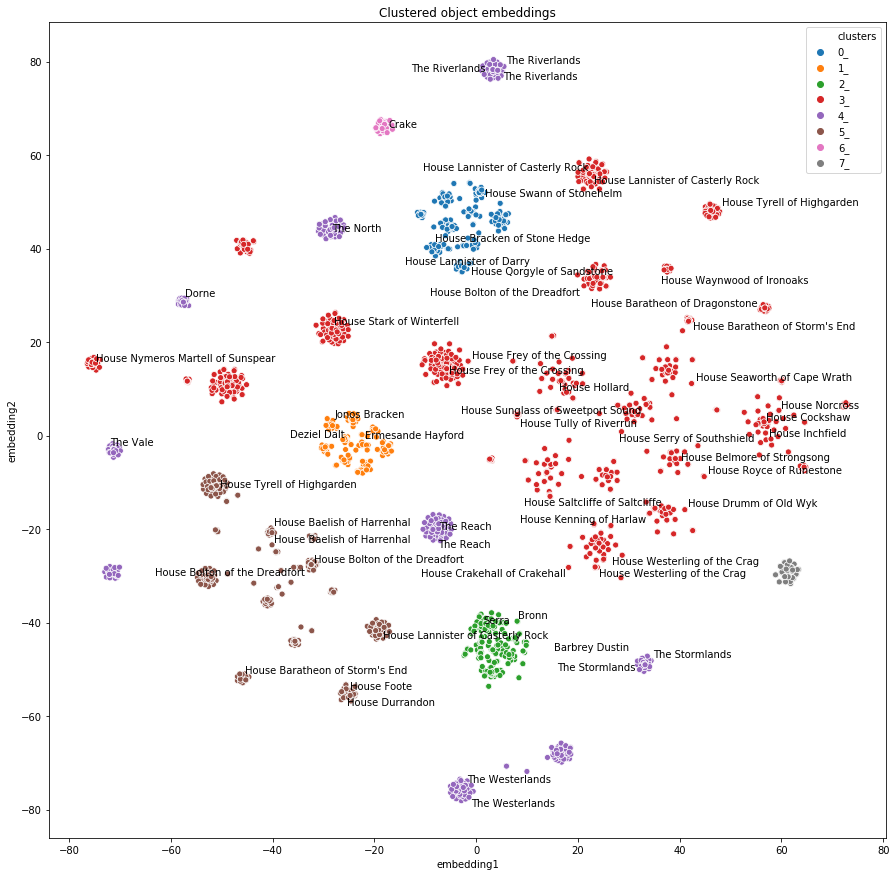 Clustered object embeddings
clusters
0_
1_
2_
3_
4_
5_
6_
7_
80
60
40
20
0
−20
−40
−60
−80
embedding2
The Riverlands
The Riverlands
The Riverlands
Crake
House Lannister of Casterly Rock
House Lannister of Casterly Rock
House Swann of Stonehelm
House Tyrell of Highgarden
The North
House Bracken of Stone Hedge
House Lannister of Darry
House Qorgyle of Sandstone
House Waynwood of Ironoaks
Dorne
House Bolton of the Dreadfort
House Baratheon of Dragonstone
House Stark of Winterfell
House Baratheon of Storm's End
House Nymeros Martell of Sunspear
House Frey of the Crossing
House Frey of the Crossing
House Seaworth of Cape Wrath
House Hollard
Jonos Bracken
House Sunglass of Sweetport Sound
House Norcross
House Cockshaw
House Tully of Riverrun
Deziel Dalt
Ermesande Hayford
House Serry of Southshield
House Inchfield
The Vale
House Belmore of Strongsong
House Royce of Runestone
House Tyrell of Highgarden
House Saltcliffe of Saltcliffe
House Drumm of Old Wyk
House Baelish of Harrenhal
House Kenning of Harlaw
The Reach
House Baelish of Harrenhal
The Reach
House Bolton of the Dreadfort
House Westerling of the Crag
House Bolton of the Dreadfort
House Crakehall of Crakehall
House Westerling of the Crag
Serra
Bronn
House Lannister of Casterly Rock
Barbrey Dustin
The Stormlands
The Stormlands
House Baratheon of Storm's End
House Foote
House Durrandon
The Westerlands
The Westerlands
−80
−60
−40
−20
0
20
40
60
80
embedding1